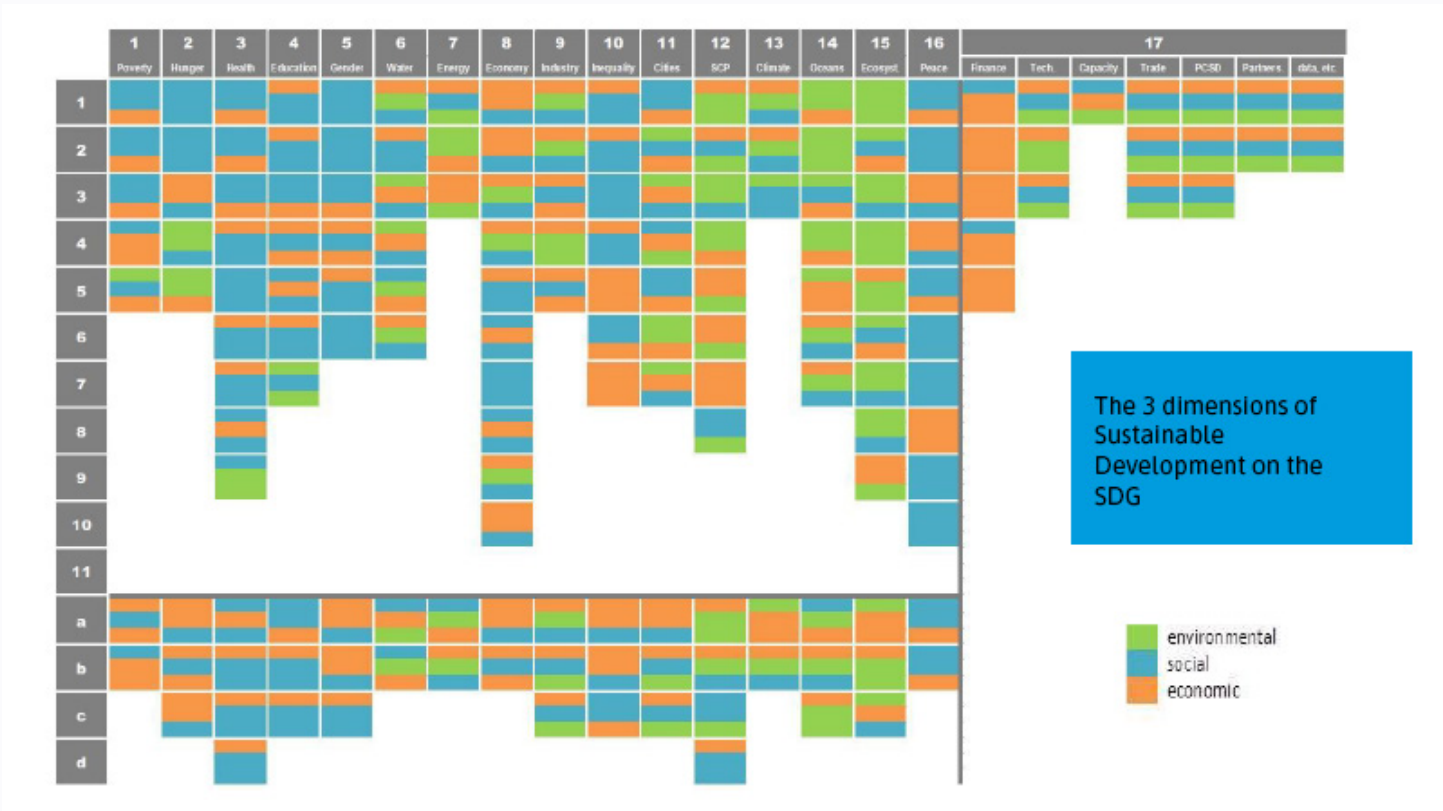 1 2 3 4 5 6 7 8 9 10 11 12 13 14 15 16 17
Poverty Hunger Health Education Gender Water Energy Economy Industry Inequality Cities SCP Climate Oceans Ecosyst. Peace Finance Tech. Capacity Trade PCSD Partners. data, etc.
1
2
3
4
5
6
7
8
9
10
11
a
b
c
d
The 3 dimensions of
Sustainable
Development on the
SDG
environmental
social
economic